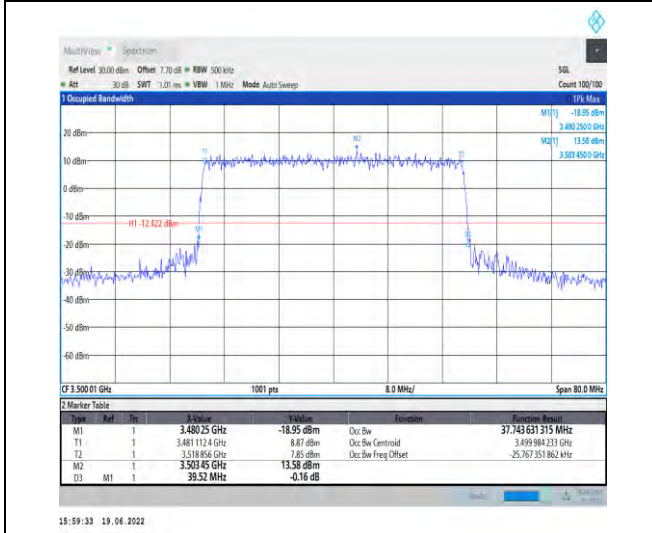 MultiView Spectrum
Ref Level 30.00 dBm Offset 7.70 dB RBW 500 kHz SGL
Att 30 dB SWT 1.01 ms VBW 1 MHz Mode Auto Sweep Count 100/100
1 Occupied Bandwidth 1Pk Max
M1[1] -18.95 dBm
3.480 250 0 GHz
M2[1] 13.58 dBm
3.503 450 0 GHz
20 dBm
M2
T1
T2
10 dBm
0 dBm
-10 dBm
H1 -12.422 dBm
M1
-20 dBm
-30 dBm
-40 dBm
-50 dBm
-60 dBm
CF 3.500 01 GHz 1001 pts 8.0 MHz/ Span 80.0 MHz
2 Marker Table
Type Ref Trc X-Value Y-Value Function Function Result
M1 1 3.480 25 GHz -18.95 dBm Occ Bw 37.743 631 315 MHz
T1 1 3.481 112 4 GHz 8.87 dBm Occ Bw Centroid 3.499 984 233 GHz
T2 1 3.518 856 GHz 7.85 dBm Occ Bw Freq Offset -25.767 351 862 kHz
M2 1 3.503 45 GHz 13.58 dBm
D3 M1 1 39.52 MHz -0.16 dB
15:59:33 19.06.2022